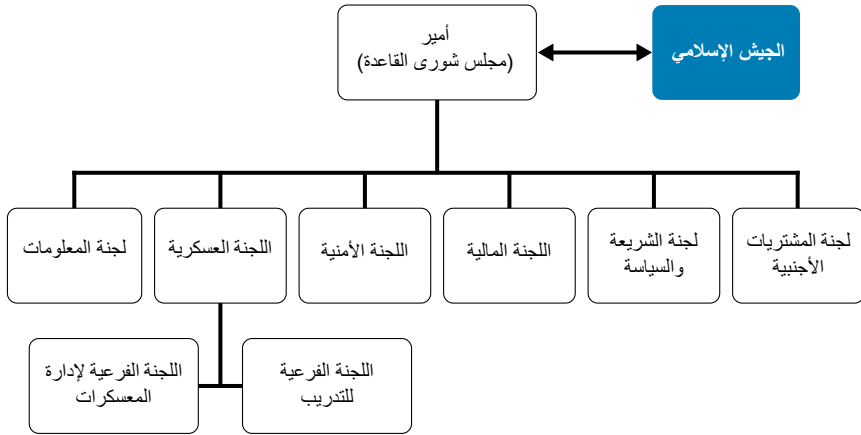 الجيش الإسلامي
أمير
(مجلس شورى القاعدة)
لجنة المشتريات
الأجنبية
لجنة الشريعة
والسياسة
اللجنة المالية
اللجنة الأمنية
اللجنة العسكرية
لجنة المعلومات
اللجنة الفرعية
للتدريب
اللجنة الفرعية لإدارة
المعسكرات